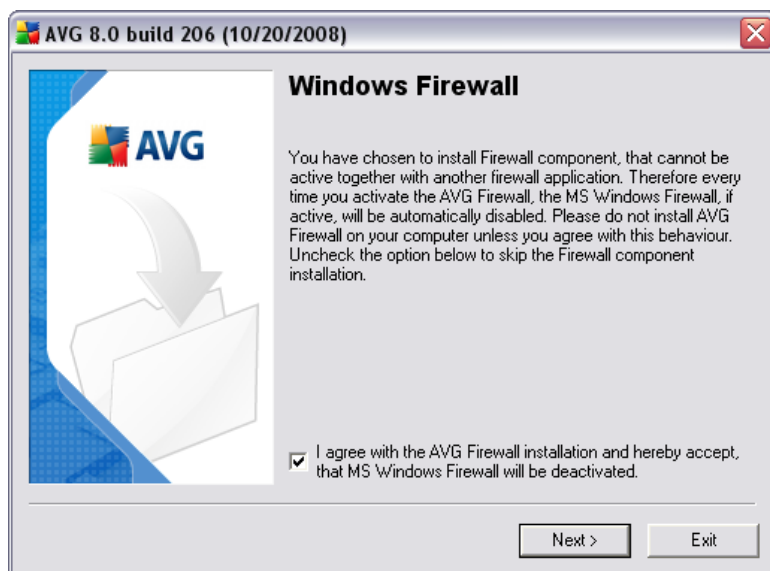 AVG 8.0 build 206 (10/20/2008)
AVG
Windows Firewall
You have chosen to install Firewall component, that cannot be
active together with another firewall application. Therefore every
time you activate the AVG Firewall, the MS Windows Firewall, if
active, will be automatically disabled. Please do not install AVG
Firewall on your computer unless you agree with this behaviour.
Uncheck the option below to skip the Firewall component
installation.
I agree with the AVG Firewall installation and hereby accept,
that MS Windows Firewall will be deactivated.
Next >
Exit